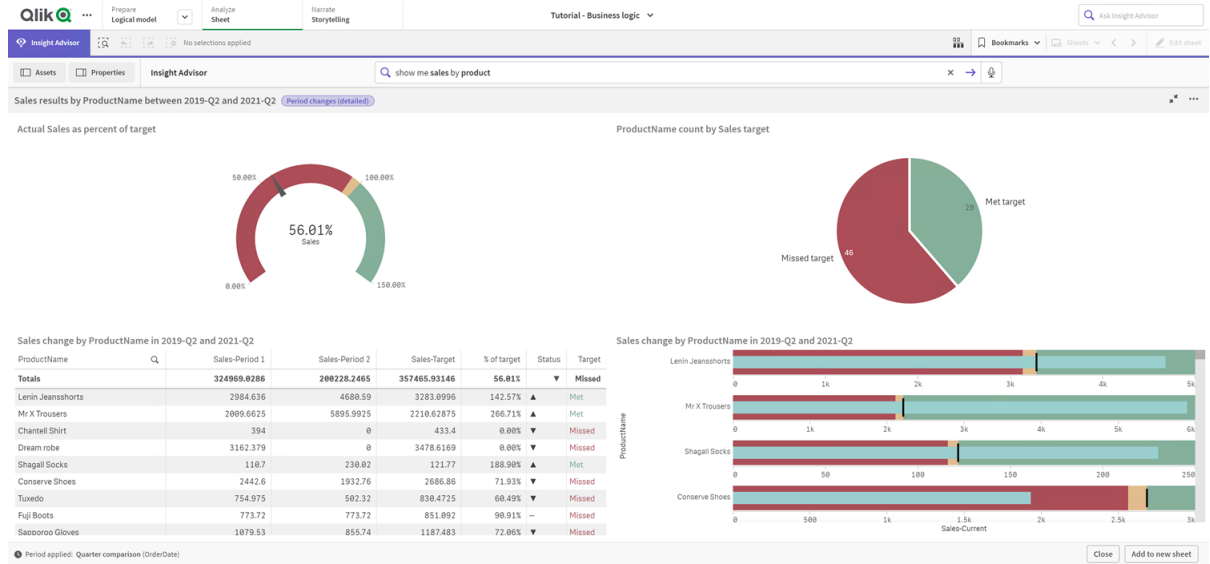 Qlik Q ... Prepare Logical model Analyze Sheet Narrate Storytelling Tutorial - Business logic Ask Insight Advisor
Insight Advisor No selections applied Bookmarks Sheets Edit sheet
Assets Properties Insight Advisor show me sales by product
Sales results by ProductName between 2019-Q2 and 2021-Q2 Period changes (detailed) ...
Actual Sales as percent of target
50.00% 100.00%
56.01%
Sales
0.00% 150.00%
ProductName count by Sales target
29 Met target
Missed target 46
Sales change by ProductName in 2019-Q2 and 2021-Q2
ProductName Sales-Period 1 Sales-Period 2 Sales-Target % of target Status Target
Totals 324969.0286 200228.2465 357465.93146 56.01% ▼ Missed
Lenin Jeansshorts 2984.636 4680.59 3283.0996 142.57% ▲ Met
Mr X Trousers 2009.6625 5895.9925 2210.62875 266.71% ▲ Met
Chantell Shirt 394 0 433.4 0.00% ▼ Missed
Dream robe 3162.379 0 3478.6169 0.00% ▼ Missed
Shagall Socks 110.7 230.02 121.77 188.90% ▲ Met
Conserve Shoes 2442.6 1932.76 2686.86 71.93% ▼ Missed
Tuxedo 754.975 502.32 830.4725 60.49% ▼ Missed
Fuji Boots 773.72 773.72 851.092 90.91% -- Missed
Sapporoo Gloves 1079.53 855.74 1187.483 72.06% ▼ Missed
Sales change by ProductName in 2019-Q2 and 2021-Q2
ProductName
Lenin Jeansshorts
0 1k 2k 3k 4k 5k
Mr X Trousers
0 1k 2k 3k 4k 5k 6k
Shagall Socks
0 50 100 150 200 250
Conserve Shoes
0 500 1k 1.5k 2k 2.5k 3k
Sales-Current
Period applied: Quarter comparison (OrderDate) Close Add to new sheet